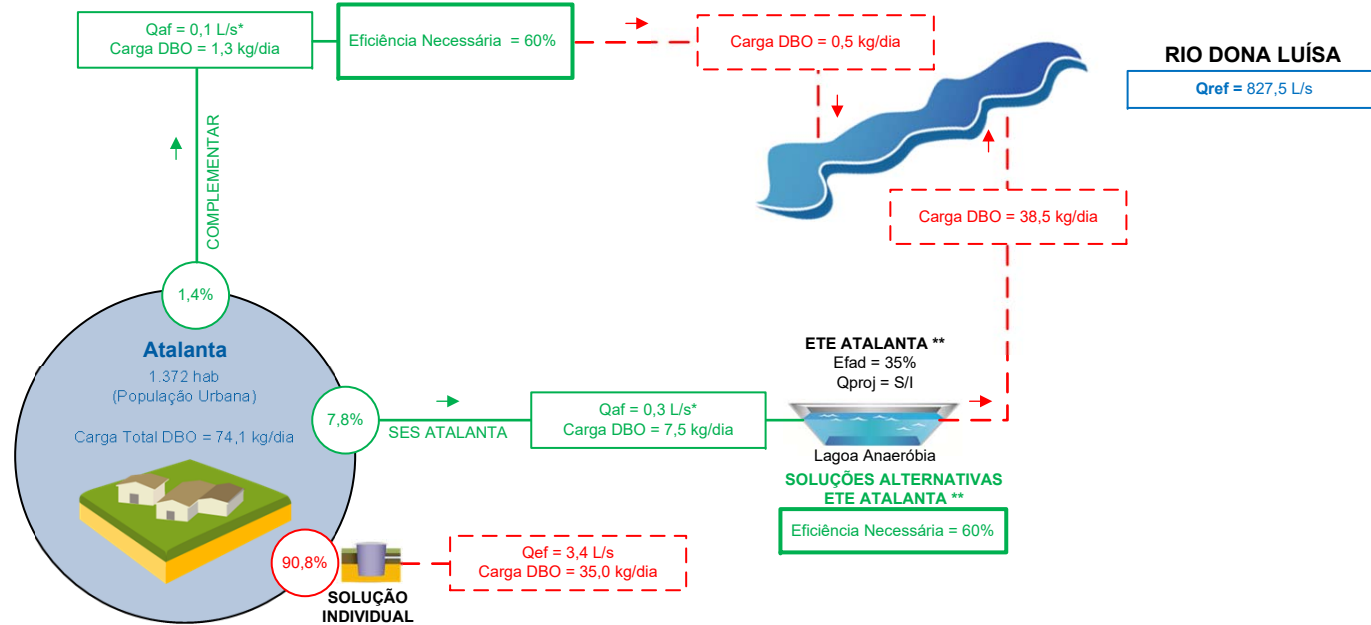 Qaf = 0,1 L/s*
Carga DBO = 1,3 kg/dia
Eficiência Necessária = 60%
Carga DBO = 0,5 kg/dia
RIO DONA LUÍSA
Qref = 827,5 L/s
COMPLEMENTAR
Carga DBO = 38,5 kg/dia
1,4%
Atalanta
1.372 hab
(População Urbana)
Carga Total DBO = 74,1 kg/dia
7,8%
SES ATALANTA
Qaf = 0,3 L/s*
Carga DBO = 7,5 kg/dia
ETE ATALANTA **
Efad = 35%
Qproj = S/I
Lagoa Anaeróbia
SOLUÇÕES ALTERNATIVAS
ETE ATALANTA **
Eficiência Necessária = 60%
90,8%
SOLUÇÃO
INDIVIDUAL
Qef = 3,4 L/s
Carga DBO = 35,0 kg/dia